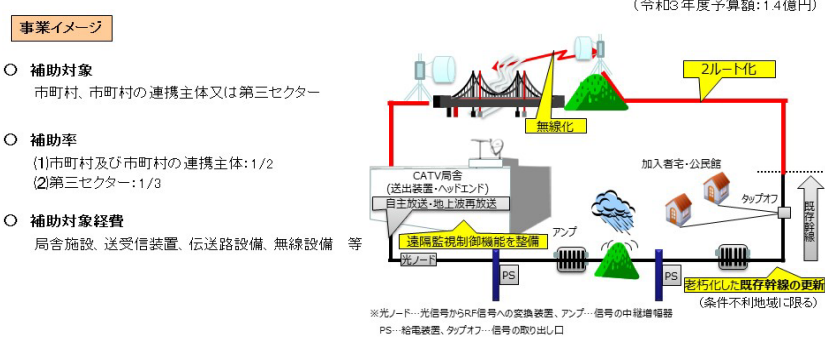 (令和3年度予算額:1.4億円)
事業イメージ
○ 補助対象
市町村、市町村の連携主体又は第三セクター
○ 補助率
(1)市町村及び市町村の連携主体:1/2
(2)第三セクター:1/3
○ 補助対象経費
局舎施設、送受信装置、伝送路設備、無線設備 等
2ルート化
無線化
CATV局舎
(送出装置・ヘッドエンド)
自主放送・地上波再放送
遠隔監視制御機能を整備
加入者宅・公民館
タップオフ
既存幹線
アンプ
光ノード
PS
PS
老朽化した既存幹線の更新
(条件不利地域に限る)
※光ノード…光信号からRF信号への変換装置、アンプ…信号の中継増幅器
PS…給電装置、タップオフ…信号の取り出し口